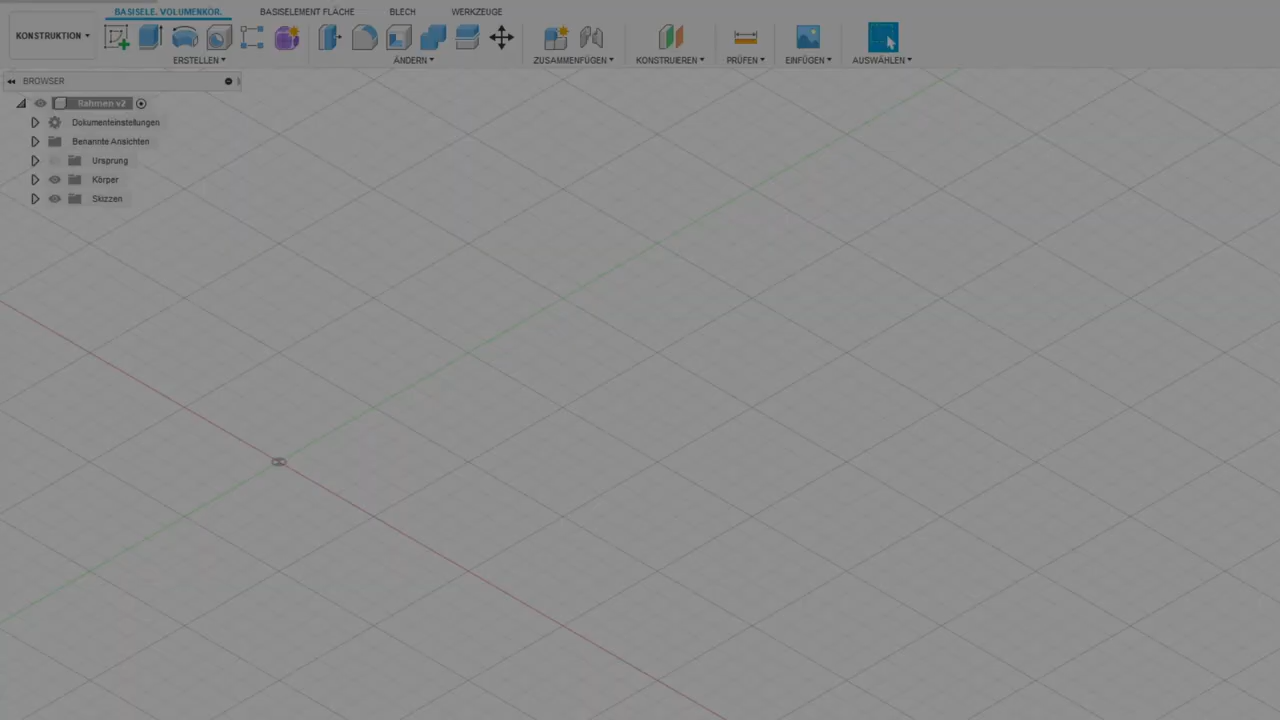 BASISELE. VOLUMENKÖR.
BASISELEMENT FLÄCHE
BLECH
WERKZEUGE
KONSTRUKTION
ERSTELLEN
ÄNDERN
ZUSAMMENFÜGEN
KONSTRUIEREN
PRÜFEN
EINFÜGEN
AUSWÄHLEN
BROWSER
Rahmen v2
Dokumenteinstellungen
Benannte Ansichten
Ursprung
Körper
Skizzen